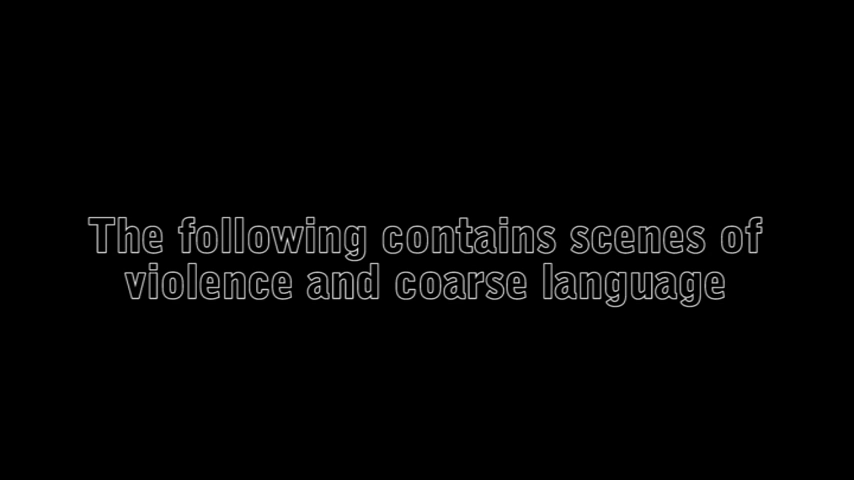 The following contains scenes of
violence and coarse language